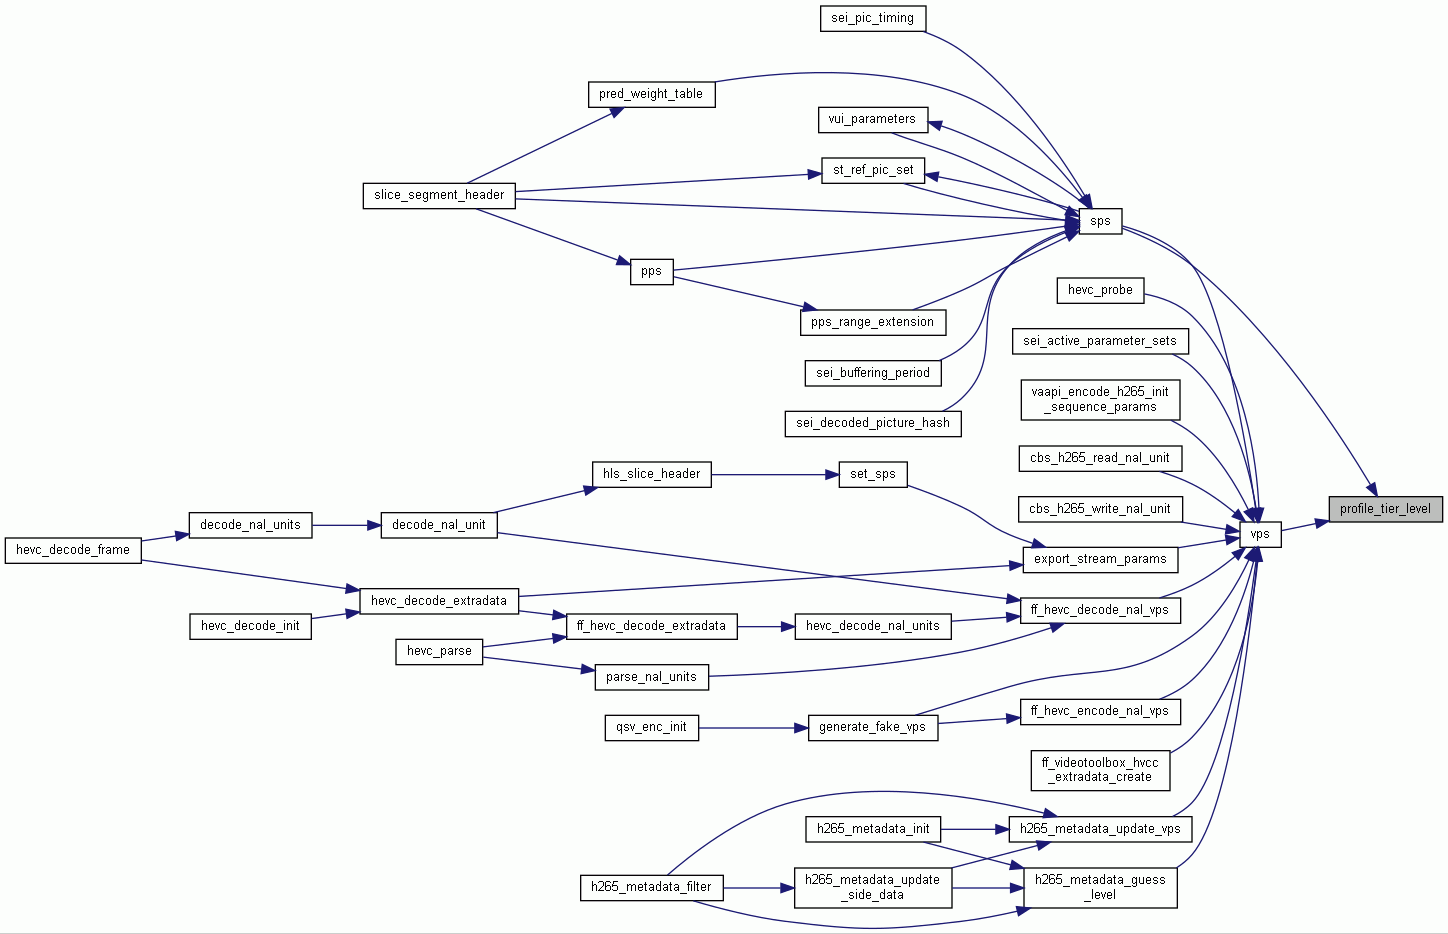 sei_pic_timing
pred_weight_table
vui_parameters
st_ref_pic_set
slice_segment_header
sps
pps
hevc_probe
pps_range_extension
sei_active_parameter_sets
sei_buffering_period
vaapi_encode_h265_init
_sequence_params
sei_decoded_picture_hash
cbs_h265_read_nal_unit
hls_slice_header
set_sps
cbs_h265_write_nal_unit
profile_tier_level
decode_nal_units
decode_nal_unit
vps
hevc_decode_frame
export_stream_params
hevc_decode_extradata
ff_hevc_decode_nal_vps
hevc_decode_init
ff_hevc_decode_extradata
hevc_decode_nal_units
hevc_parse
parse_nal_units
ff_hevc_encode_nal_vps
qsv_enc_init
generate_fake_vps
ff_videotoolbox_hvcc
_extradata_create
h265_metadata_init
h265_metadata_update_vps
h265_metadata_filter
h265_metadata_update
_side_data
h265_metadata_guess
_level